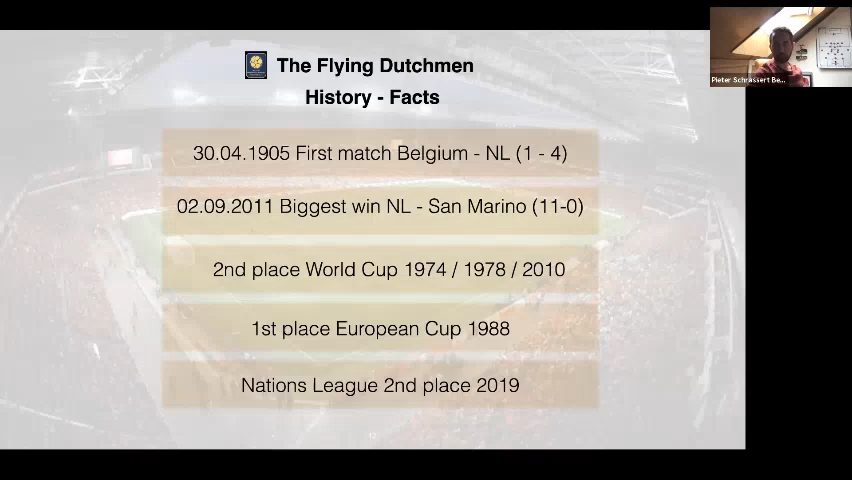 The Flying Dutchmen
History - Facts
30.04.1905 First match Belgium - NL (1 - 4)
02.09.2011 Biggest win NL - San Marino (11-0)
2nd place World Cup 1974 / 1978 / 2010
1st place European Cup 1988
Nations League 2nd place 2019
Pieter Schrassert Be...